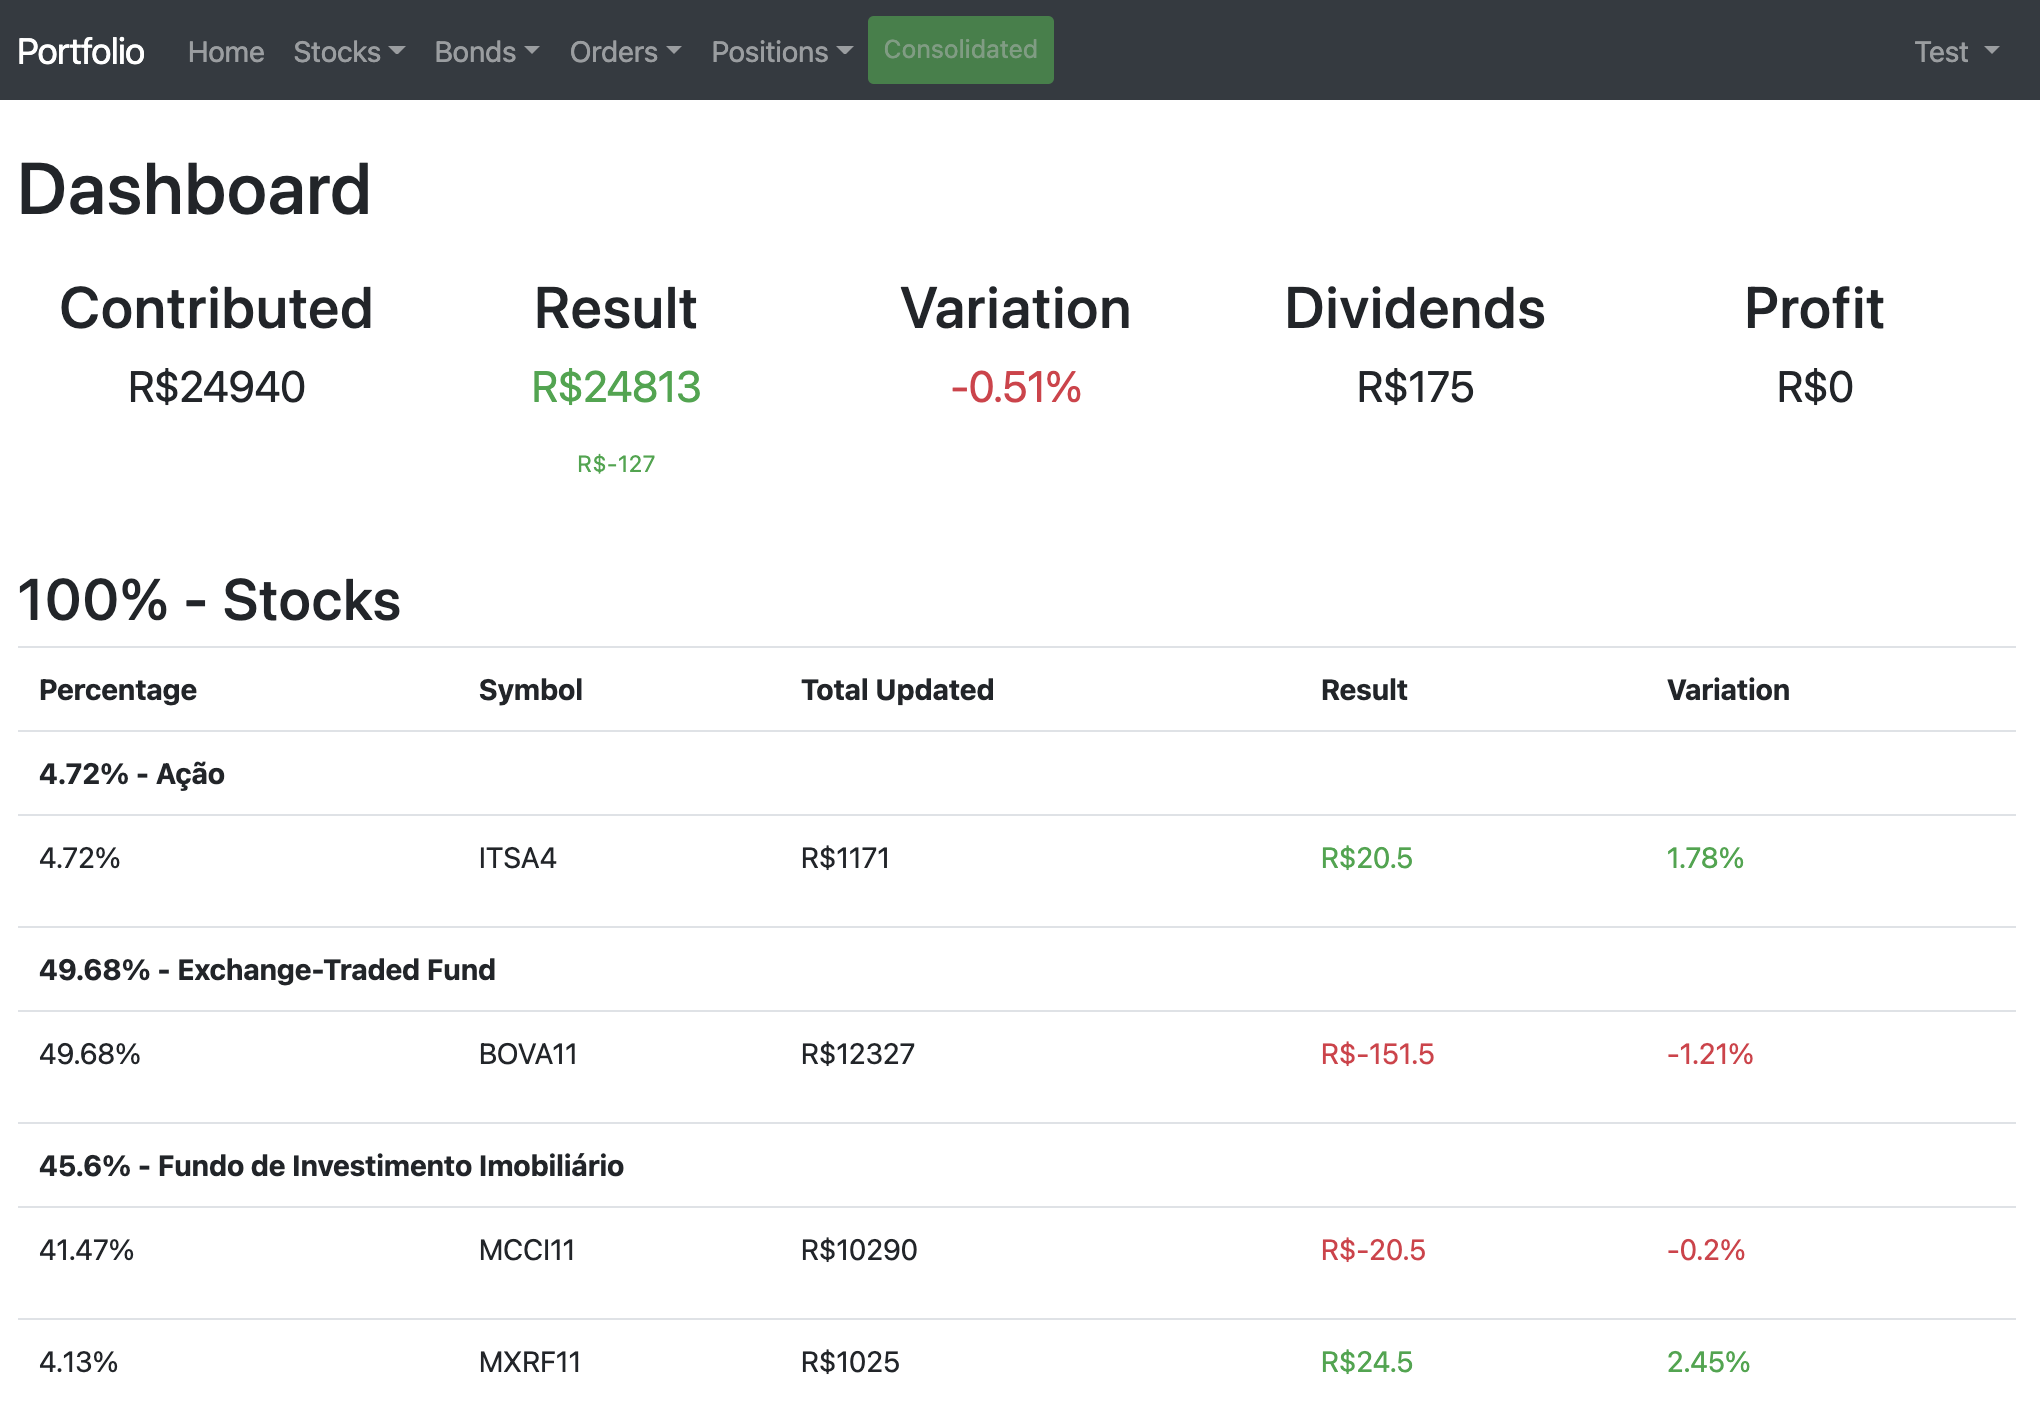 Portfolio Home Stocks Bonds Orders Positions Consolidated Test
Dashboard
Contributed Result Variation Dividends Profit
R$24940 R$24813 -0.51% R$175 R$0
R$-127
100% - Stocks
Percentage Symbol Total Updated Result Variation
4.72% - Ação
4.72% ITSA4 R$1171 R$20.5 1.78%
49.68% - Exchange-Traded Fund
49.68% BOVA11 R$12327 R$-151.5 -1.21%
45.6% - Fundo de Investimento Imobiliário
41.47% MCCI11 R$10290 R$-20.5 -0.2%
4.13% MXRF11 R$1025 R$24.5 2.45%